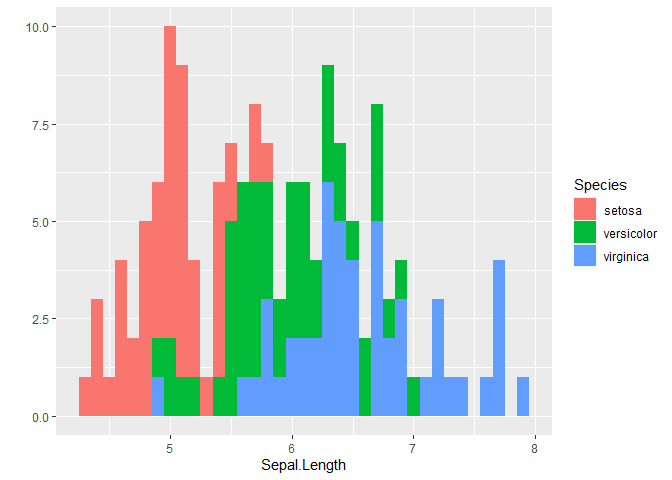 10.0
7.5
5.0
2.5
0.0
5 6 7 8
Sepal.Length
Species
setosa
versicolor
virginica